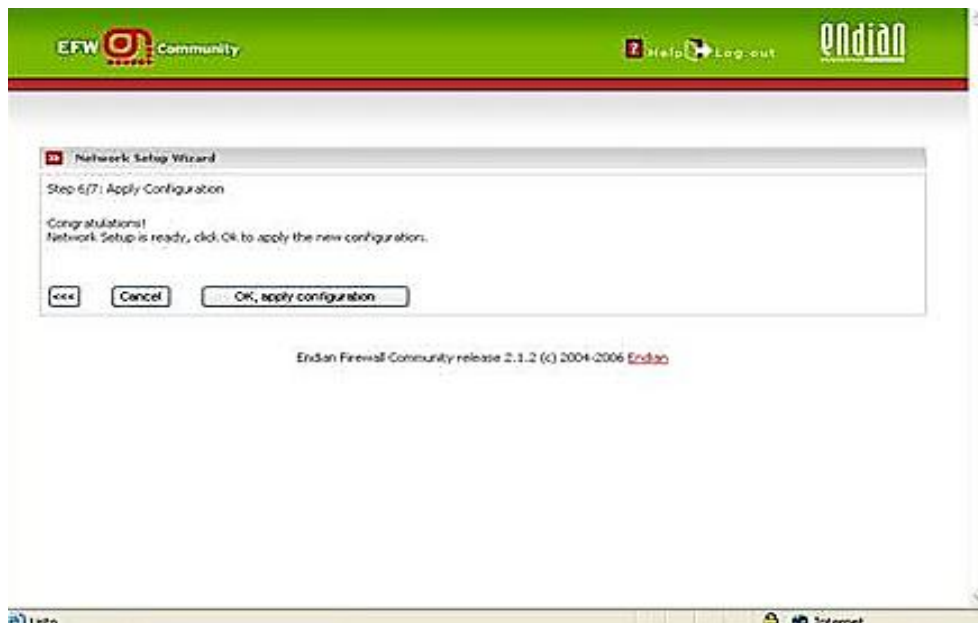 EFW Community
Help Log out
endian
Network Setup Wizard
Step 6/7: Apply Configuration
Congratulations!
Network Setup is ready, click Ok to apply the new configuration.
<<< Cancel OK, apply configuration
Endian Firewall Community release 2.1.2 (c) 2004-2006 Endian
Listo Internet